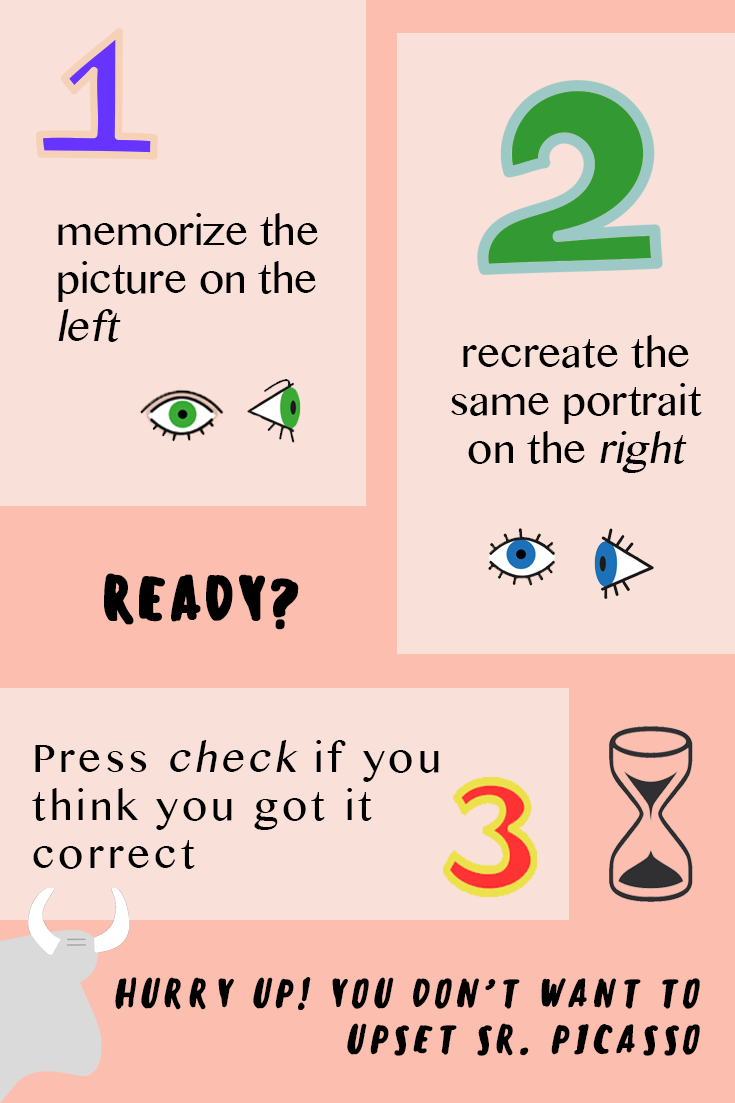 1
memorize the
picture on the
left
2
recreate the
same portrait
on the right
READY?
Press check if you
think you got it
correct
3
HURRY UP! YOU DON'T WANT TO
UPSET SR. PICASSO